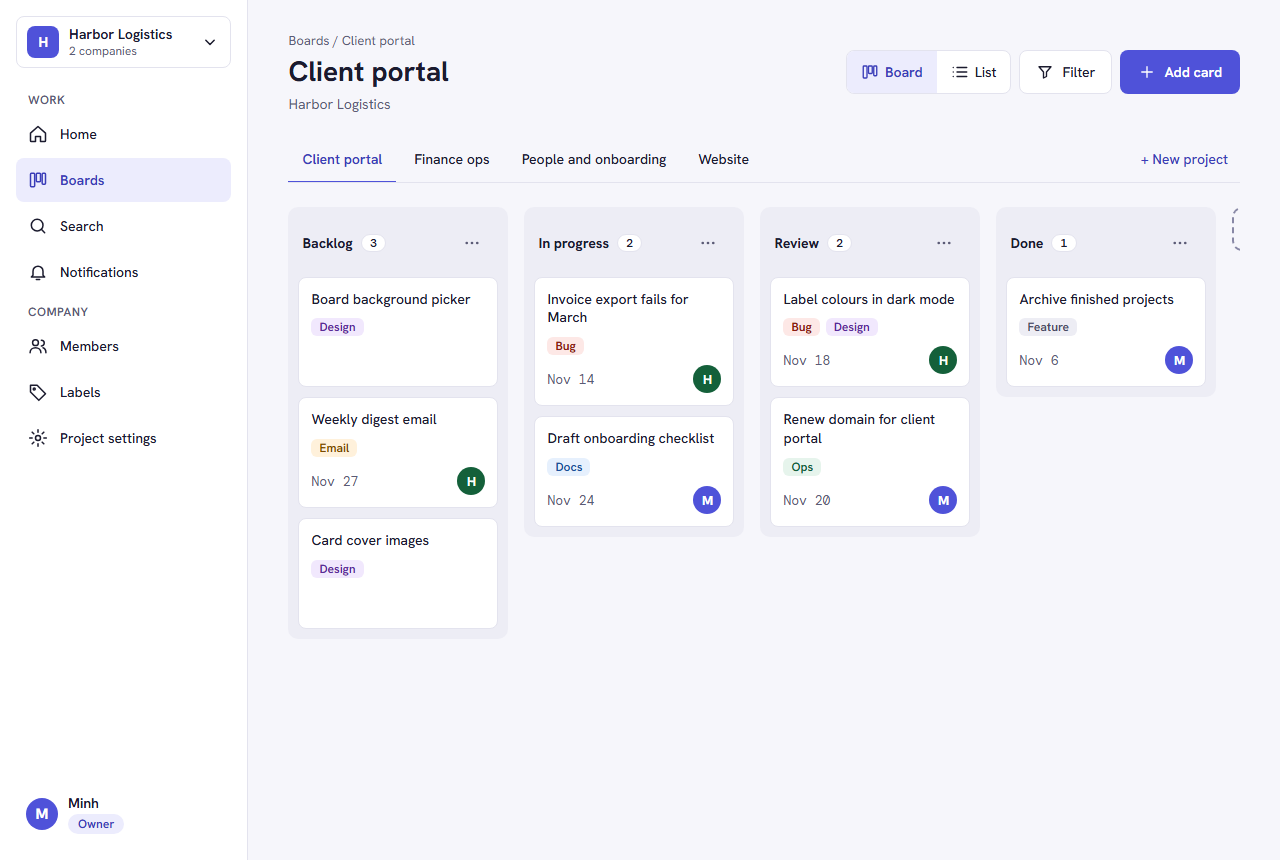 H
Harbor Logistics
2 companies
WORK
Home
Boards
Search
Notifications
COMPANY
Members
Labels
Project settings
M
Minh
Owner
Boards / Client portal
Client portal
Harbor Logistics
Board
List
Filter
Add card
Client portal
Finance ops
People and onboarding
Website
+ New project
Backlog 3
Board background picker
Design
Weekly digest email
Email
Nov 27
H
Card cover images
Design
In progress 2
Invoice export fails for
March
Bug
Nov 14
H
Draft onboarding checklist
Docs
Nov 24
M
Review 2
Label colours in dark mode
Bug Design
Nov 18
H
Renew domain for client
portal
Ops
Nov 20
M
Done 1
Archive finished projects
Feature
Nov 6
M